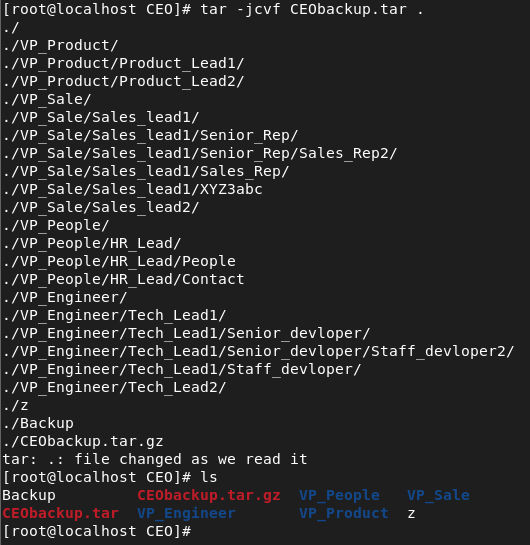 [root@localhost CEO]# tar -jcvf CEObackup.tar .
./
./VP_Product/
./VP_Product/Product_Lead1/
./VP_Product/Product_Lead2/
./VP_Sale/
./VP_Sale/Sales_lead1/
./VP_Sale/Sales_lead1/Senior_Rep/
./VP_Sale/Sales_lead1/Senior_Rep/Sales_Rep2/
./VP_Sale/Sales_lead1/Sales_Rep/
./VP_Sale/Sales_lead1/XYZ3abc
./VP_Sale/Sales_lead2/
./VP_People/
./VP_People/HR_Lead/
./VP_People/HR_Lead/People
./VP_People/HR_Lead/Contact
./VP_Engineer/
./VP_Engineer/Tech_Lead1/
./VP_Engineer/Tech_Lead1/Senior_devloper/
./VP_Engineer/Tech_Lead1/Senior_devloper/Staff_devloper2/
./VP_Engineer/Tech_Lead1/Staff_devloper/
./VP_Engineer/Tech_Lead2/
./z
./Backup
./CEObackup.tar.gz
tar: .: file changed as we read it
[root@localhost CEO]# ls
Backup CEObackup.tar.gz VP_People VP_Sale
CEObackup.tar VP_Engineer VP_Product z
[root@localhost CEO]#